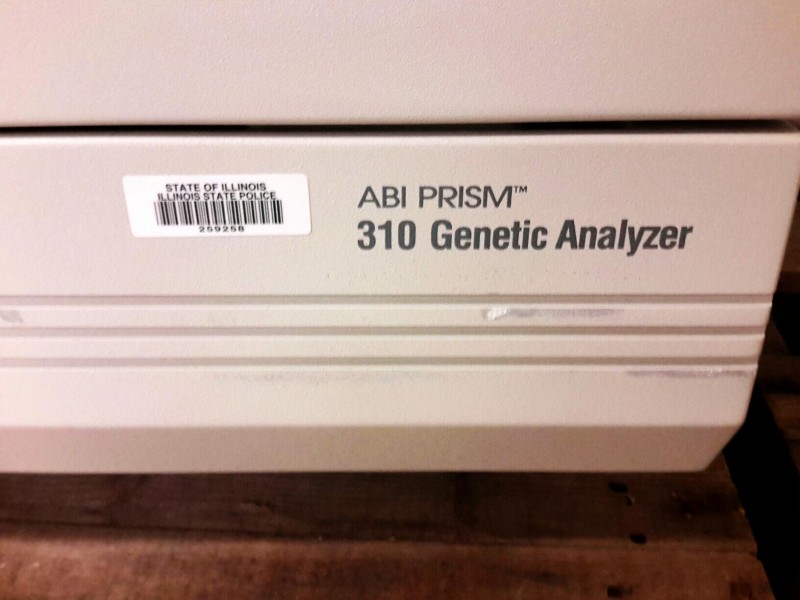 STATE OF ILLINOIS
ILLINOIS STATE POLICE
259258
ABI PRISM™
310 Genetic Analyzer